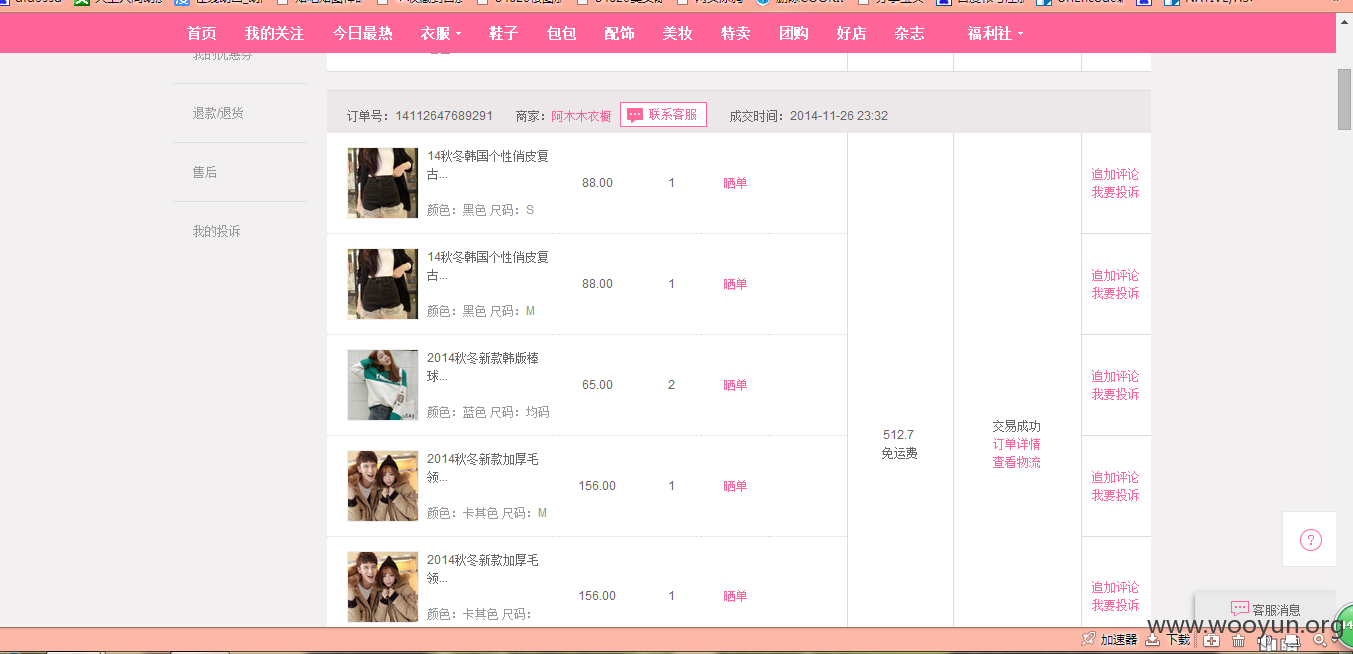 首页 我的关注 今日最热 衣服 鞋子 包包 配饰 美妆 特卖 团购 好店 杂志 福利社
我的优惠券
退款/退货
售后
我的投诉
订单号：14112647689291 商家：阿木木衣橱 联系客服 成交时间：2014-11-26 23:32
14秋冬韩国个性俏皮复
古...
颜色：黑色 尺码：S
88.00 1 晒单
追加评论
我要投诉
14秋冬韩国个性俏皮复
古...
颜色：黑色 尺码：M
88.00 1 晒单
追加评论
我要投诉
2014秋冬新款韩版棒
球...
颜色：蓝色 尺码：均码
65.00 2 晒单
追加评论
我要投诉
512.7
免运费
交易成功
订单详情
查看物流
2014秋冬新款加厚毛
领...
颜色：卡其色 尺码：M
156.00 1 晒单
追加评论
我要投诉
2014秋冬新款加厚毛
领...
颜色：卡其色 尺码：
156.00 1 晒单
追加评论
我要投诉
?
客服消息
www.wooyun.org
加速器 下载